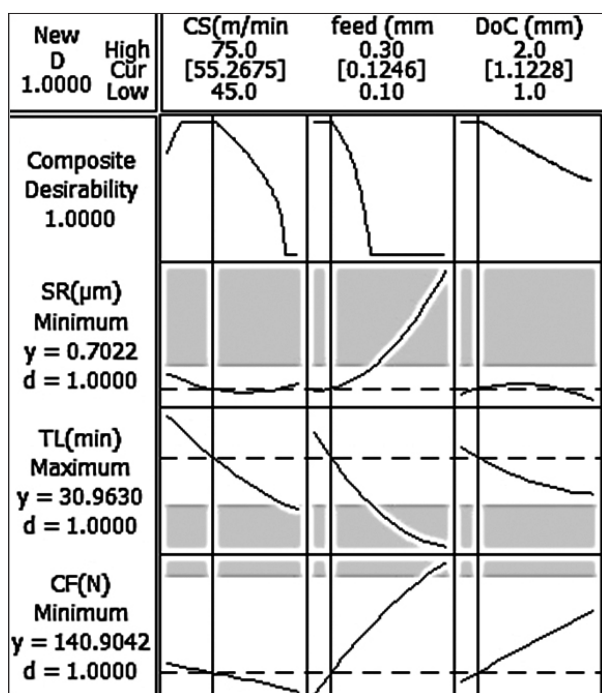 New
D
1.0000
High
Cur
Low
CS(m/min
75.0
[55.2675]
45.0
feed (mm
0.30
[0.1246]
0.10
DoC (mm)
2.0
[1.1228]
1.0
Composite
Desirability
1.0000
SR(µm)
Minimum
y = 0.7022
d = 1.0000
TL(min)
Maximum
y = 30.9630
d = 1.0000
CF(N)
Minimum
y = 140.9042
d = 1.0000